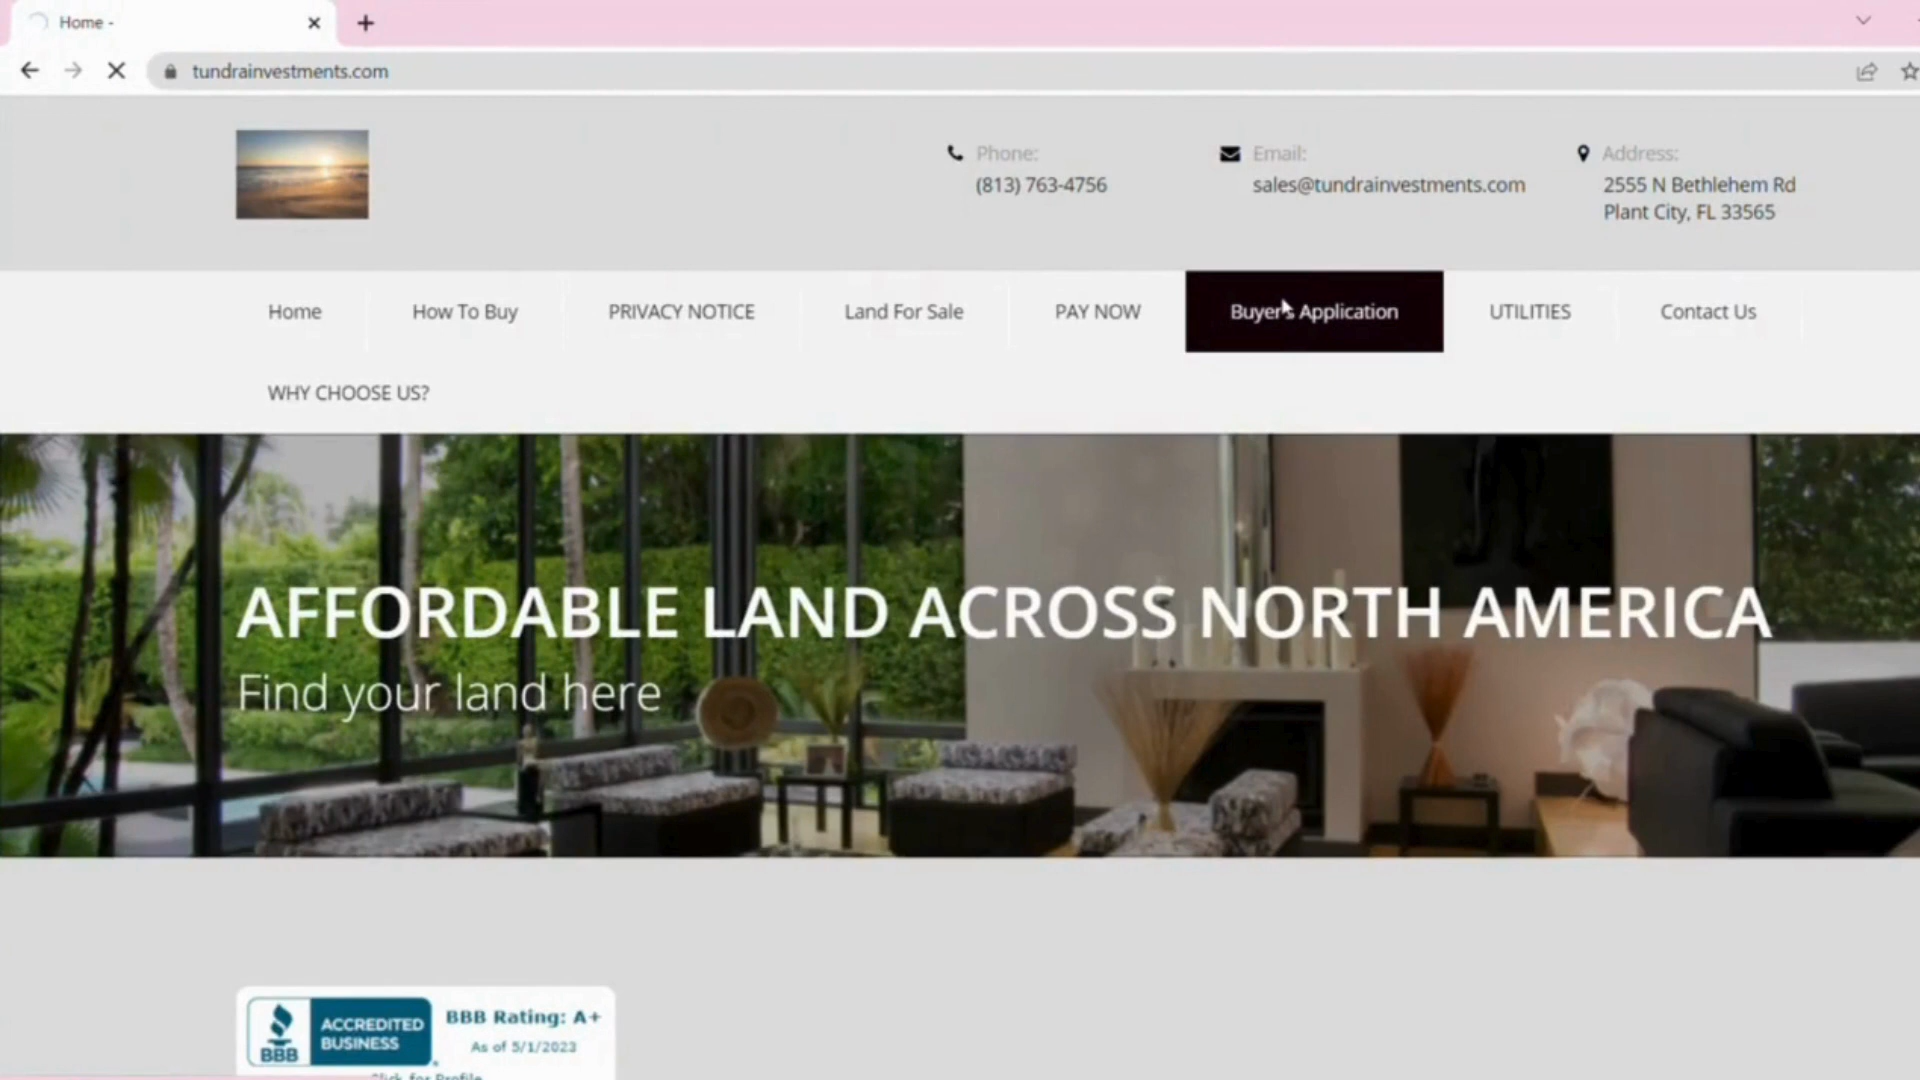 Home -
tundrainvestments.com
Phone:
(813) 763-4756
Email:
sales@tundrainvestments.com
Address:
2555 N Bethlehem Rd
Plant City, FL 33565
Home
How To Buy
PRIVACY NOTICE
Land For Sale
PAY NOW
Buyer's Application
UTILITIES
Contact Us
WHY CHOOSE US?
AFFORDABLE LAND ACROSS NORTH AMERICA
Find your land here
BBB
ACCREDITED
BUSINESS
BBB Rating: A+
As of 5/1/2023
Click for Profile